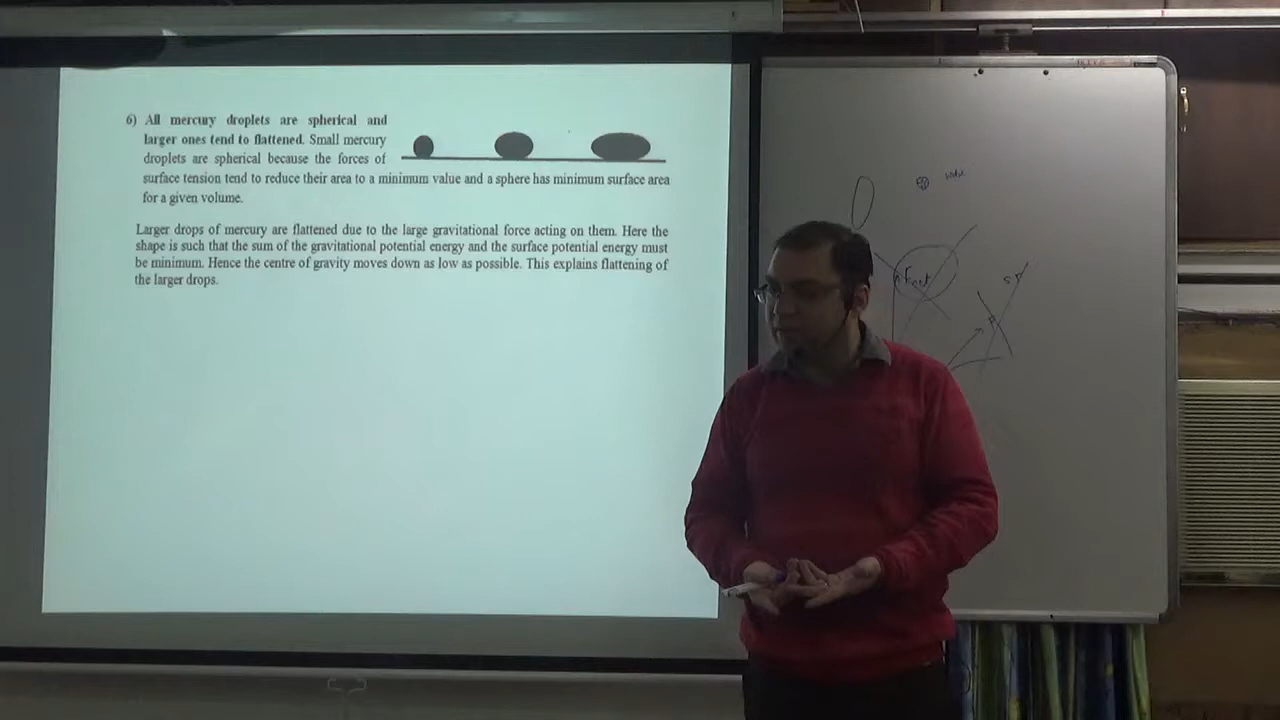 6) All mercury droplets are spherical and
larger ones tend to flattened. Small mercury
droplets are spherical because the forces of
surface tension tend to reduce their area to a minimum value and a sphere has minimum surface area
for a given volume.
Larger drops of mercury are flattened due to the large gravitational force acting on them. Here the
shape is such that the sum of the gravitational potential energy and the surface potential energy must
be minimum. Hence the centre of gravity moves down as low as possible. This explains flattening of
the larger drops.